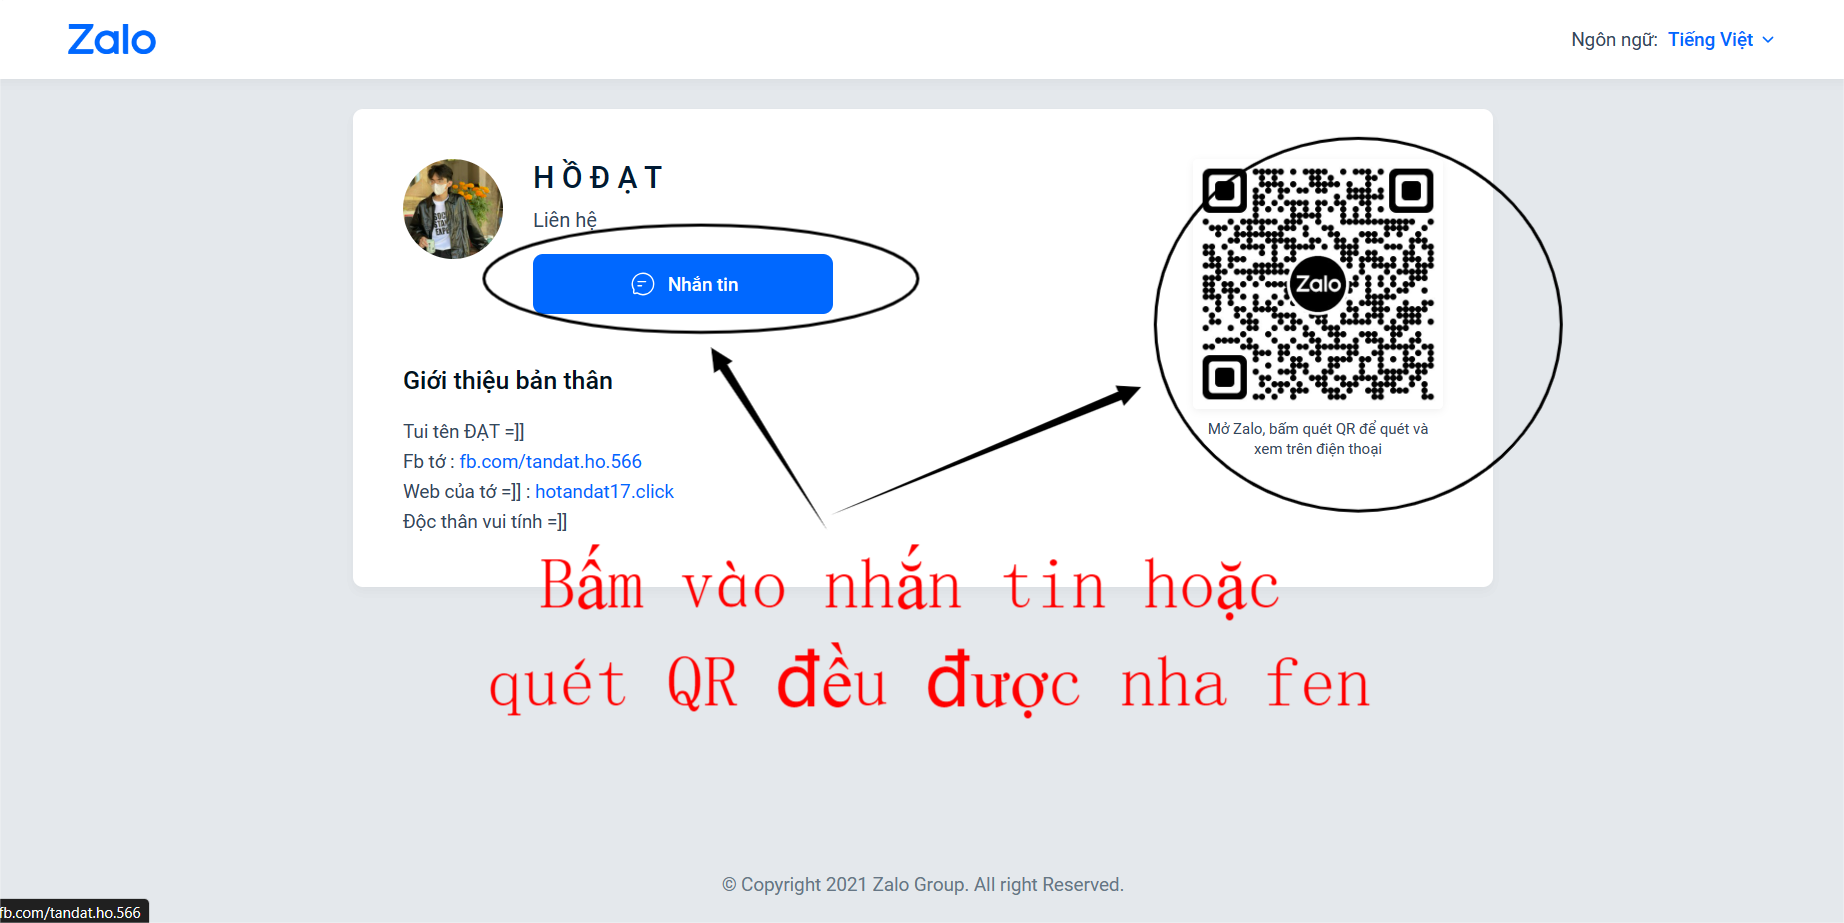 Zalo
Ngôn ngữ: Tiếng Việt
H Ồ Đ Ạ T
Liên hệ
Nhắn tin
Zalo
Mở Zalo, bấm quét QR để quét và
xem trên điện thoại
Giới thiệu bản thân
Tui tên ĐẠT =]]
Fb tớ : fb.com/tandat.ho.566
Web của tớ =]] : hotandat17.click
Độc thân vui tính =]]
Bấm vào nhắn tin hoặc
quét QR đều được nha fen
© Copyright 2021 Zalo Group. All right Reserved.
fb.com/tandat.ho.566